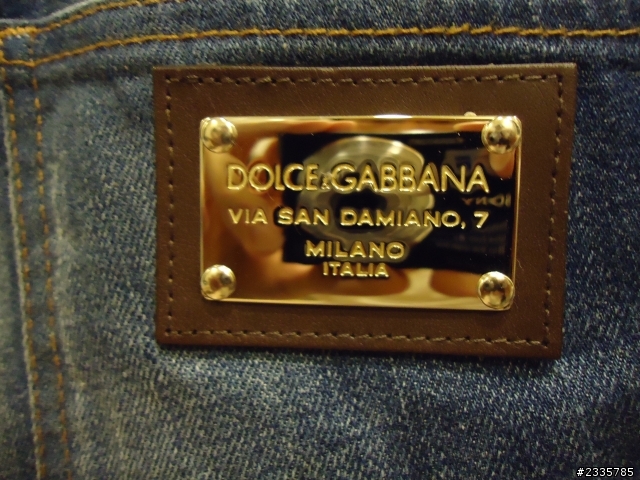 DOLCE&GABBANA
VIA SAN DAMIANO, 7
MILANO
ITALIA
#2335785